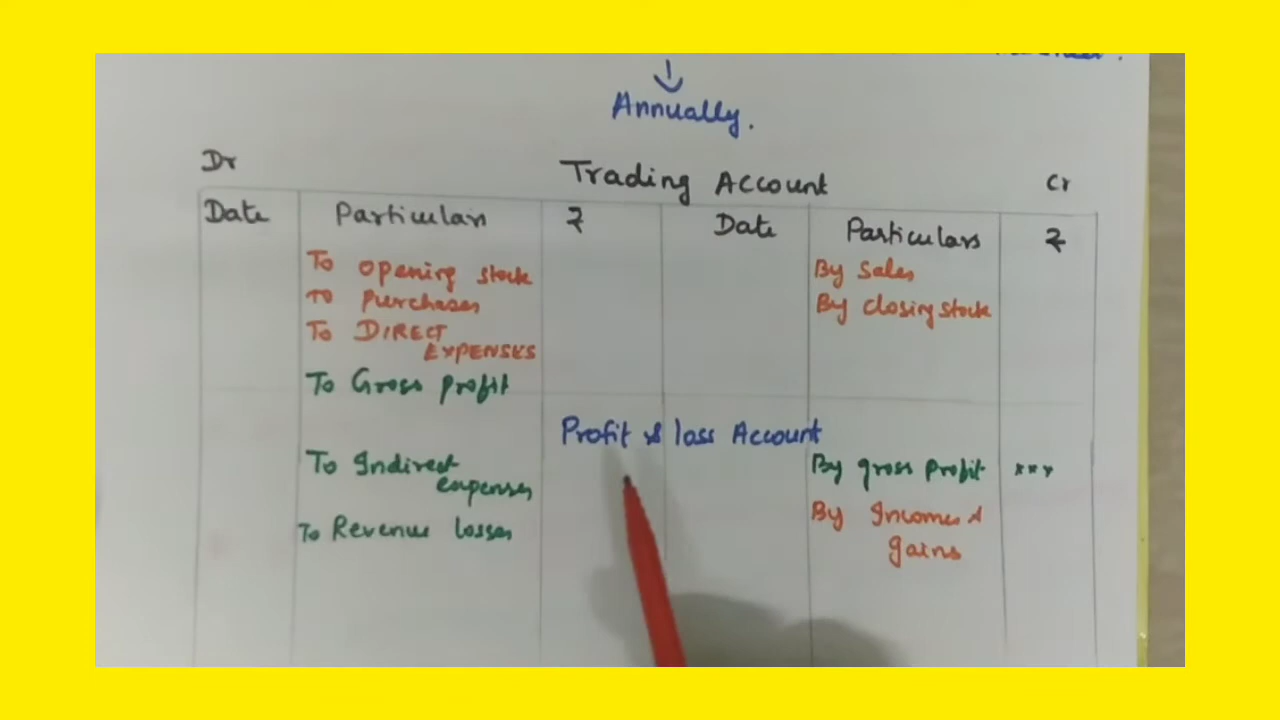 Annually.
Dr Trading Account Cr
Date Particulars ₹ Date Particulars ₹
To opening stock By Sales
To Purchases By closing stock
To DIRECT
EXPENSES
To Gross profit
Profit & loss Account
To Indirect By gross profit ***
expenses
To Revenue losses By Incomes &
gains